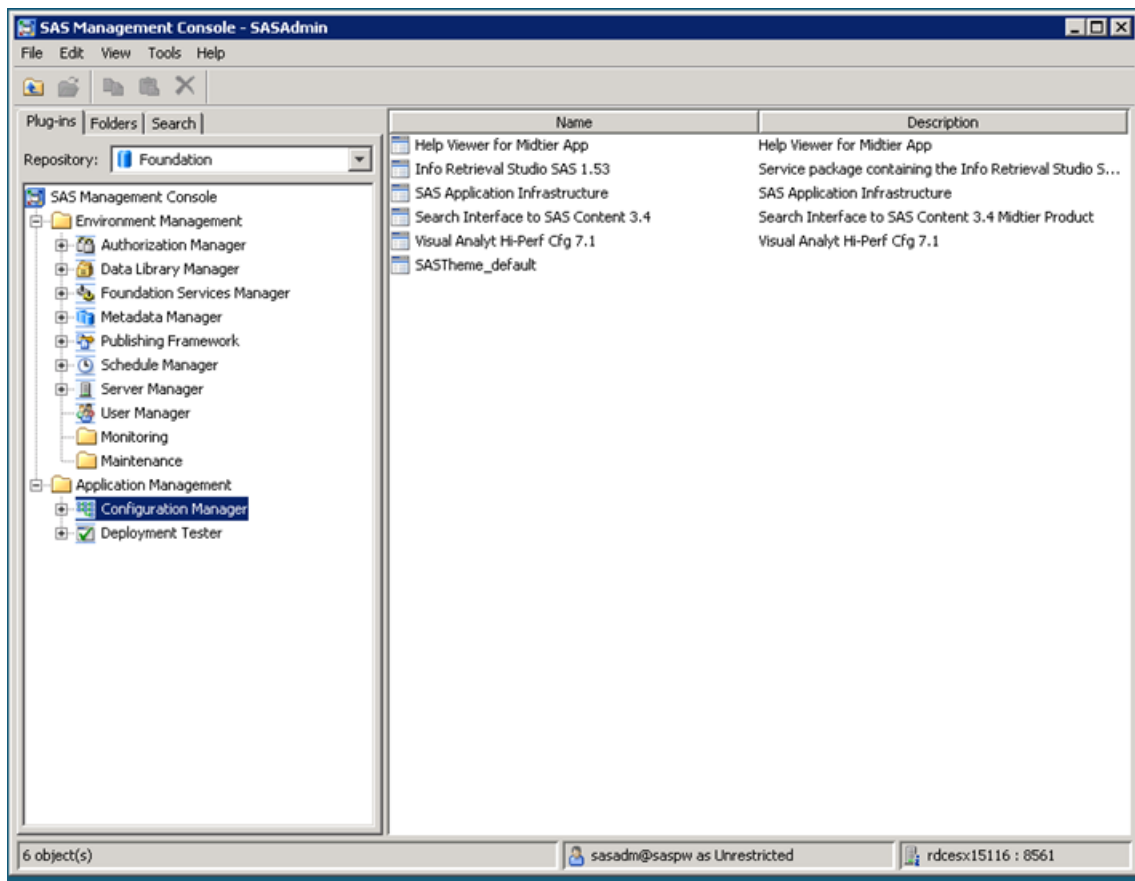 SAS Management Console - SASAdmin
File Edit View Tools Help
Plug-ins Folders Search
Repository: Foundation
SAS Management Console
Environment Management
Authorization Manager
Data Library Manager
Foundation Services Manager
Metadata Manager
Publishing Framework
Schedule Manager
Server Manager
User Manager
Monitoring
Maintenance
Application Management
Configuration Manager
Deployment Tester
Name Description
Help Viewer for Midtier App Help Viewer for Midtier App
Info Retrieval Studio SAS 1.53 Service package containing the Info Retrieval Studio S...
SAS Application Infrastructure SAS Application Infrastructure
Search Interface to SAS Content 3.4 Search Interface to SAS Content 3.4 Midtier Product
Visual Analyt Hi-Perf Cfg 7.1 Visual Analyt Hi-Perf Cfg 7.1
SASTheme_default
6 object(s) sasadm@saspw as Unrestricted rdcesx15116 : 8561